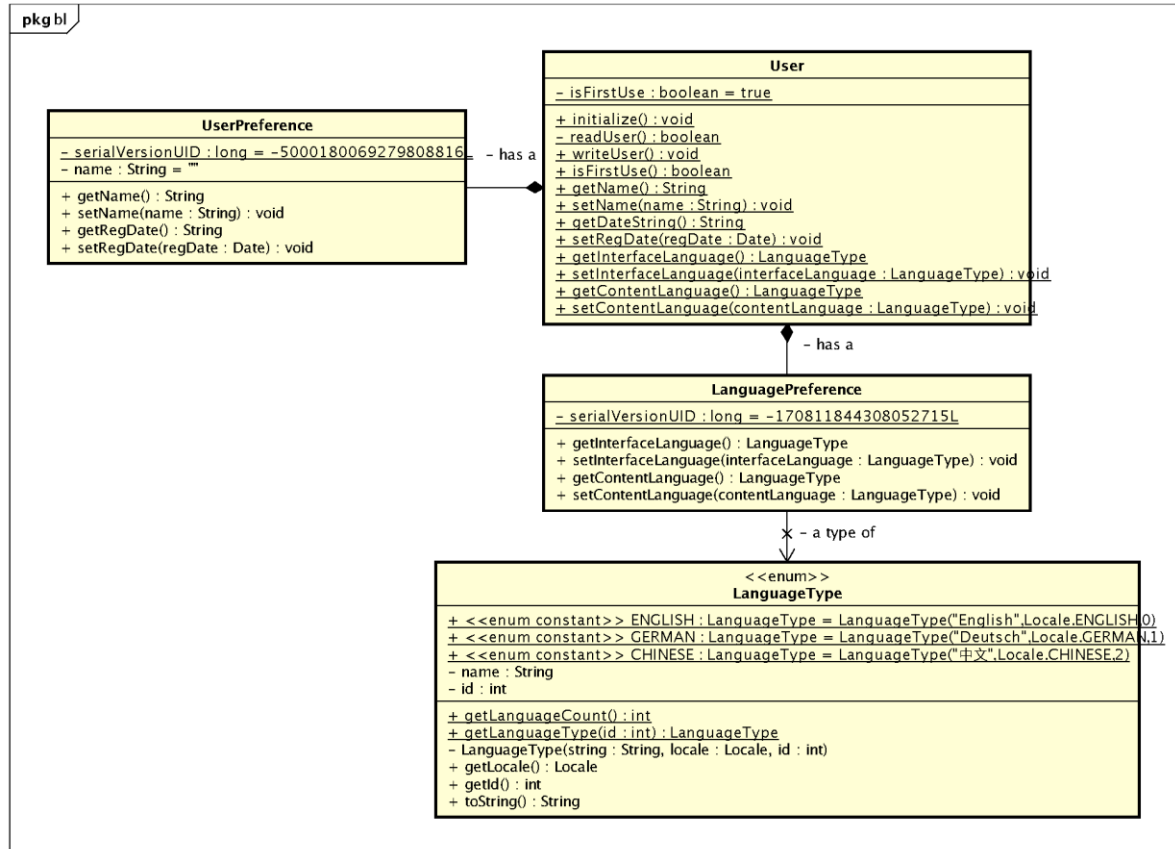 pkg bl
UserPreference
- serialVersionUID : long = -5000180069279808816L
- name : String = ""
+ getName() : String
+ setName(name : String) : void
+ getRegDate() : String
+ setRegDate(regDate : Date) : void
- has a
User
- isFirstUse : boolean = true
+ initialize() : void
- readUser() : boolean
+ writeUser() : void
+ isFirstUse() : boolean
+ getName() : String
+ setName(name : String) : void
+ getDateString() : String
+ setRegDate(regDate : Date) : void
+ getInterfaceLanguage() : LanguageType
+ setInterfaceLanguage(interfaceLanguage : LanguageType) : void
+ getContentLanguage() : LanguageType
+ setContentLanguage(contentLanguage : LanguageType) : void
- has a
LanguagePreference
- serialVersionUID : long = -170811844308052715L
+ getInterfaceLanguage() : LanguageType
+ setInterfaceLanguage(interfaceLanguage : LanguageType) : void
+ getContentLanguage() : LanguageType
+ setContentLanguage(contentLanguage : LanguageType) : void
- a type of
<<enum>>
LanguageType
+ <<enum constant>> ENGLISH : LanguageType = LanguageType("English",Locale.ENGLISH,0)
+ <<enum constant>> GERMAN : LanguageType = LanguageType("Deutsch",Locale.GERMAN,1)
+ <<enum constant>> CHINESE : LanguageType = LanguageType("中文",Locale.CHINESE,2)
- name : String
- id : int
+ getLanguageCount() : int
+ getLanguageType(id : int) : LanguageType
- LanguageType(string : String, locale : Locale, id : int)
+ getLocale() : Locale
+ getId() : int
+ toString() : String